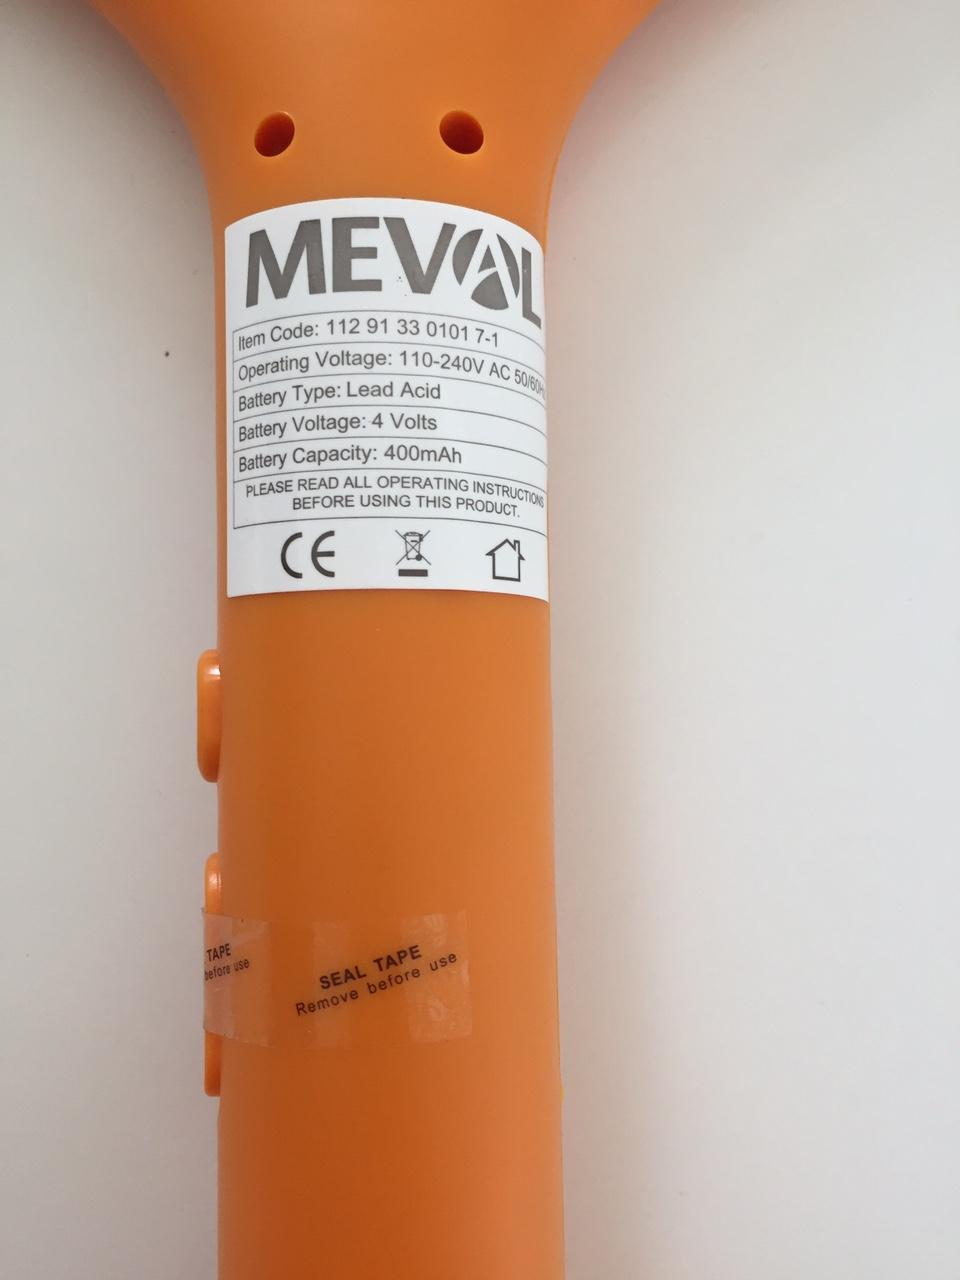 MEVAL
Item Code: 112 91 33 0101 7-1
Operating Voltage: 110-240V AC 50/60Hz
Battery Type: Lead Acid
Battery Voltage: 4 Volts
Battery Capacity: 400mAh
PLEASE READ ALL OPERATING INSTRUCTIONS
BEFORE USING THIS PRODUCT.
CE
TAPE
before use
SEAL TAPE
Remove before use